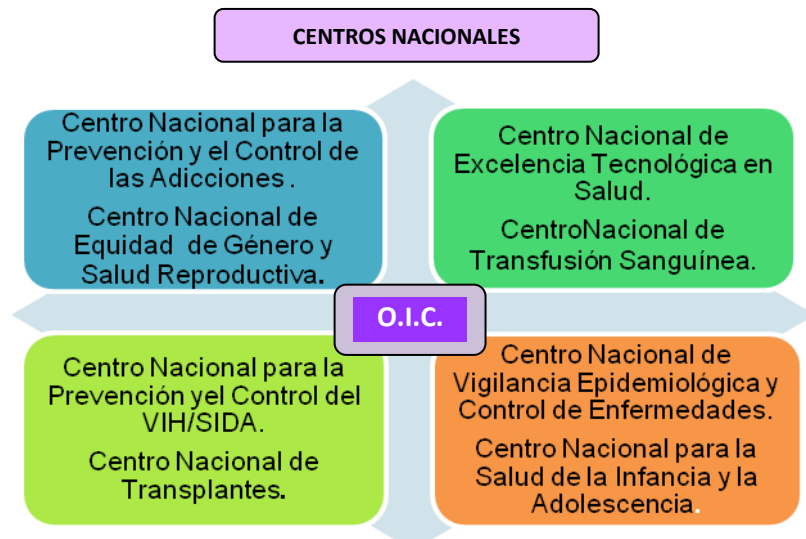 CENTROS NACIONALES
Centro Nacional para la
Prevención y el Control de
las Adicciones .
Centro Nacional de
Equidad de Género y
Salud Reproductiva.
Centro Nacional de
Excelencia Tecnológica en
Salud.
CentroNacional de
Transfusión Sanguínea.
O.I.C.
Centro Nacional para la
Prevención yel Control del
VIH/SIDA.
Centro Nacional de
Transplantes.
Centro Nacional de
Vigilancia Epidemiológica y
Control de Enfermedades.
Centro Nacional para la
Salud de la Infancia y la
Adolescencia.